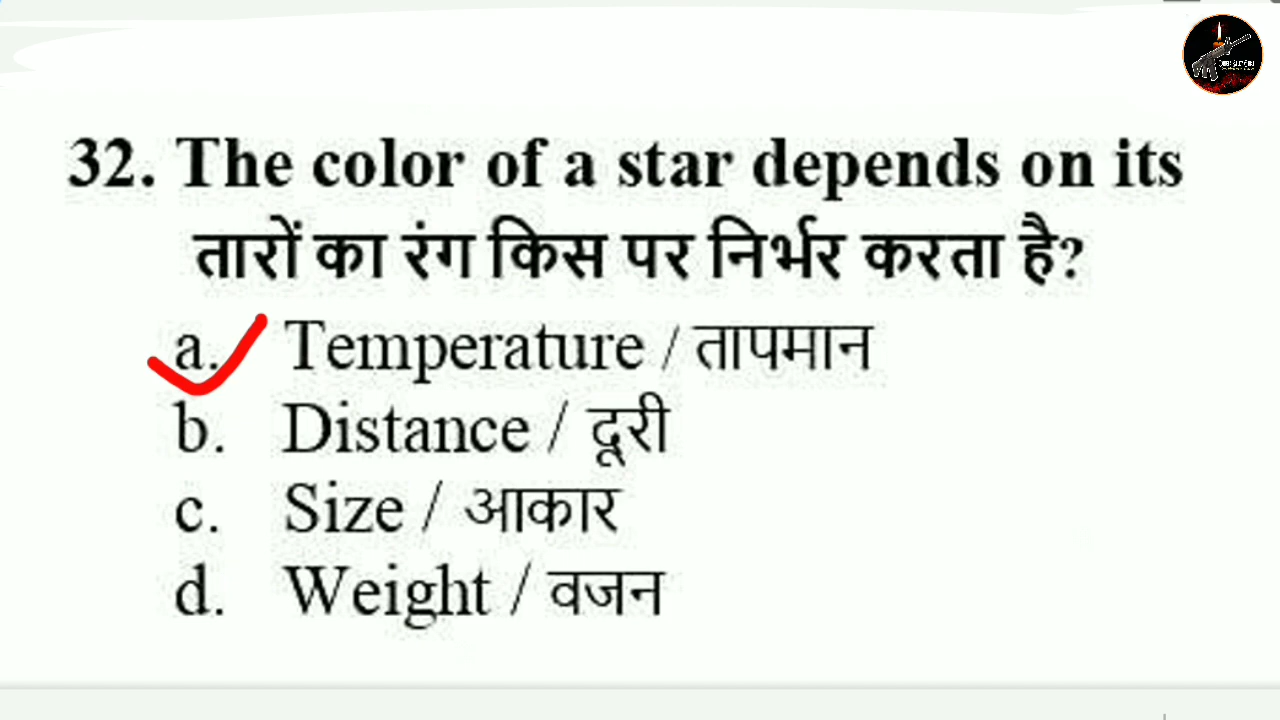 32. The color of a star depends on its
तारों का रंग किस पर निर्भर करता है?
a. Temperature / तापमान
b. Distance / दूरी
c. Size / आकार
d. Weight / वजन